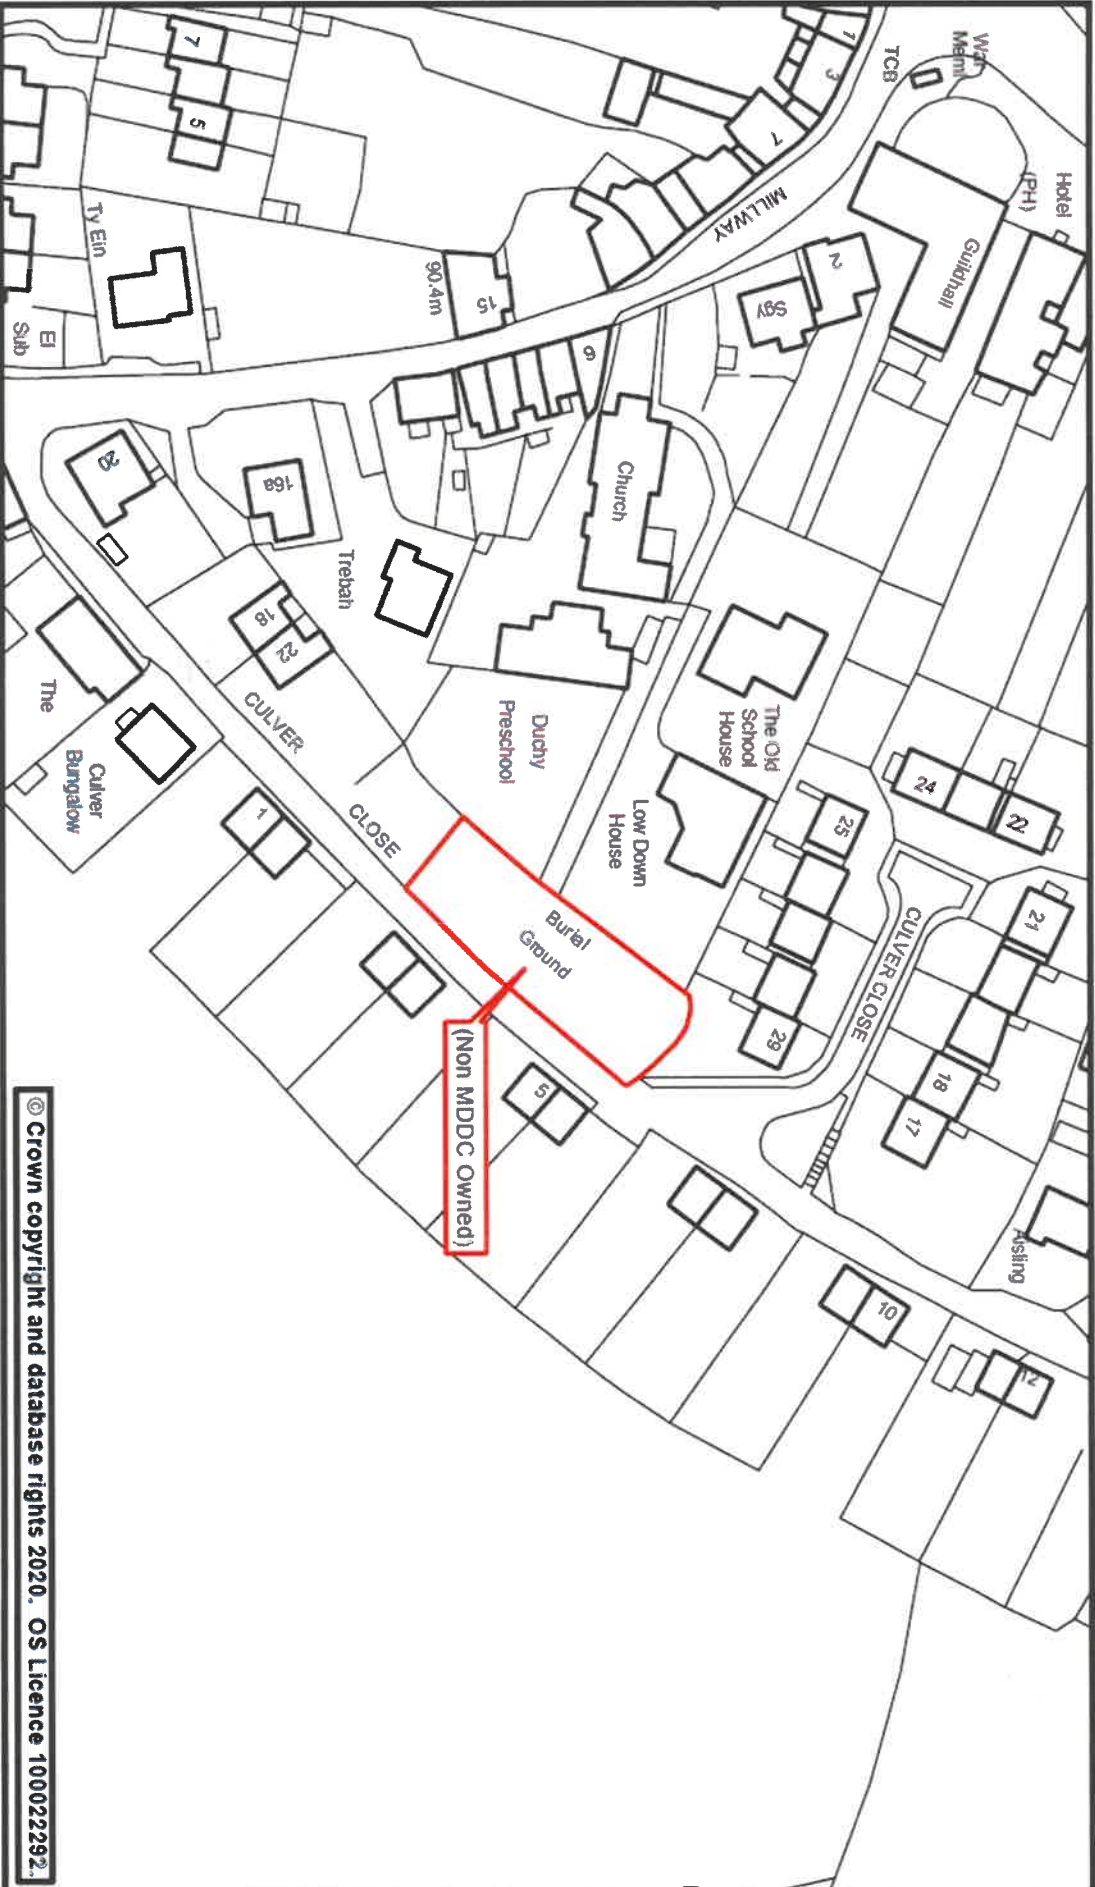 War
Meml
TCB
1
3
7
Hotel
(PH)
Guildhall
MILLWAY
2
Sgy
7
5
15
90.4m
Ty Ein
El
Sub
6
Church
20
16a
Trebah
18
22
The Old
School
House
Duchy
Preschool
Low Down
House
24
22
25
21
CULVER CLOSE
29
18
17
CULVER
CLOSE
The
Culver
Bungalow
1
Burial
Ground
(Non MDDC Owned)
5
Aisling
10
12
© Crown copyright and database rights 2020. OS Licence 100022292.